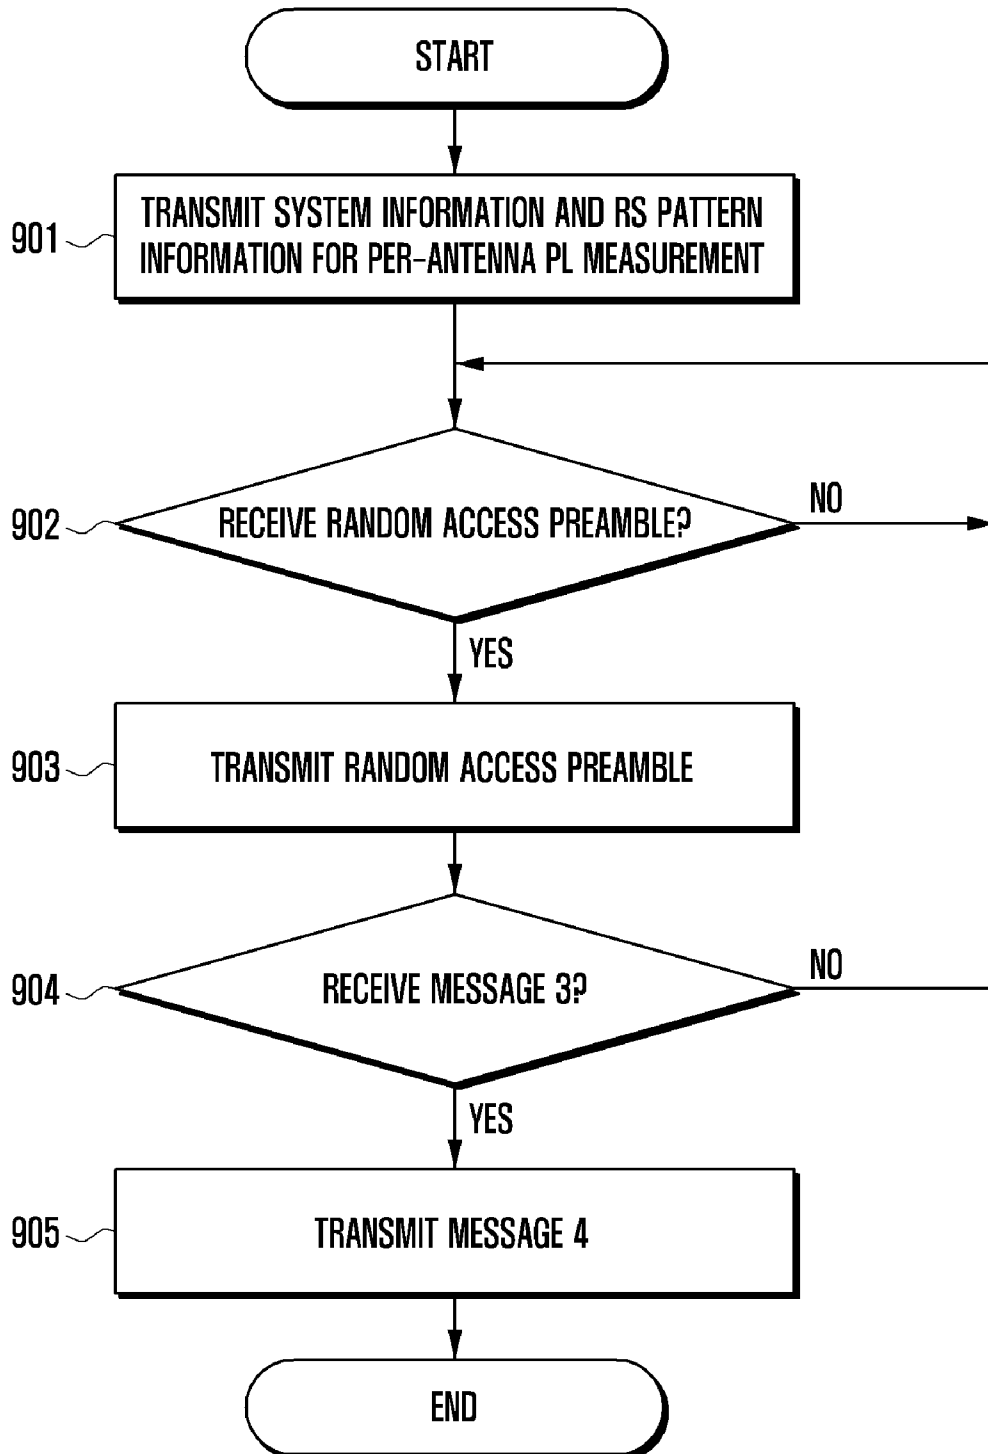 START
901
TRANSMIT SYSTEM INFORMATION AND RS PATTERN
INFORMATION FOR PER-ANTENNA PL MEASUREMENT
902
RECEIVE RANDOM ACCESS PREAMBLE?
NO
YES
903
TRANSMIT RANDOM ACCESS PREAMBLE
904
RECEIVE MESSAGE 3?
NO
YES
905
TRANSMIT MESSAGE 4
END